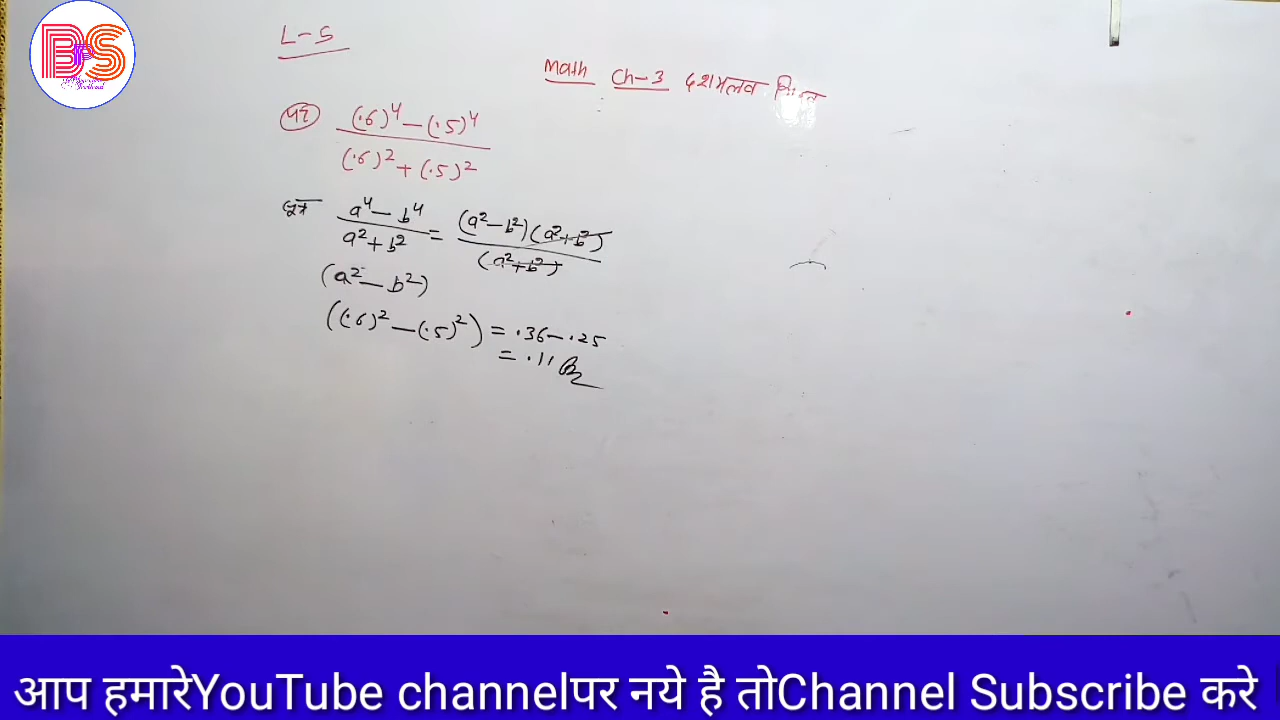 BPS
L-5
Math Ch-3 दशमलव भिन्न
(.6)⁴ - (.5)⁴
(.6)² + (.5)²
सूत्र a⁴ - b⁴ = (a² - b²)(a² + b²)
a² + b² (a² + b²)
(a² - b²)
((.6)² - (.5)²) = .36 - .25
= .11
आप हमारेYouTube channelपर नये है तोChannel Subscribe करे